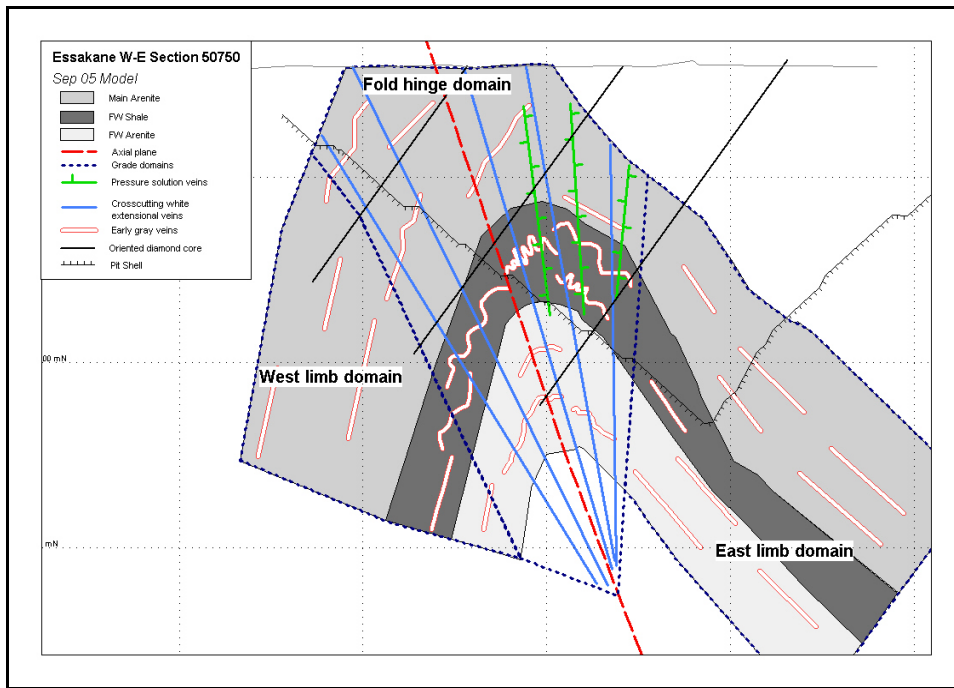 Essakane W-E Section 50750
Sep 05 Model
Main Arenite
FW Shale
FW Arenite
Axial plane
Grade domains
Pressure solution veins
Crosscutting white
extensional veins
Early gray veins
Oriented diamond core
Pit Shell
Fold hinge domain
West limb domain
East limb domain
00 mN
mN